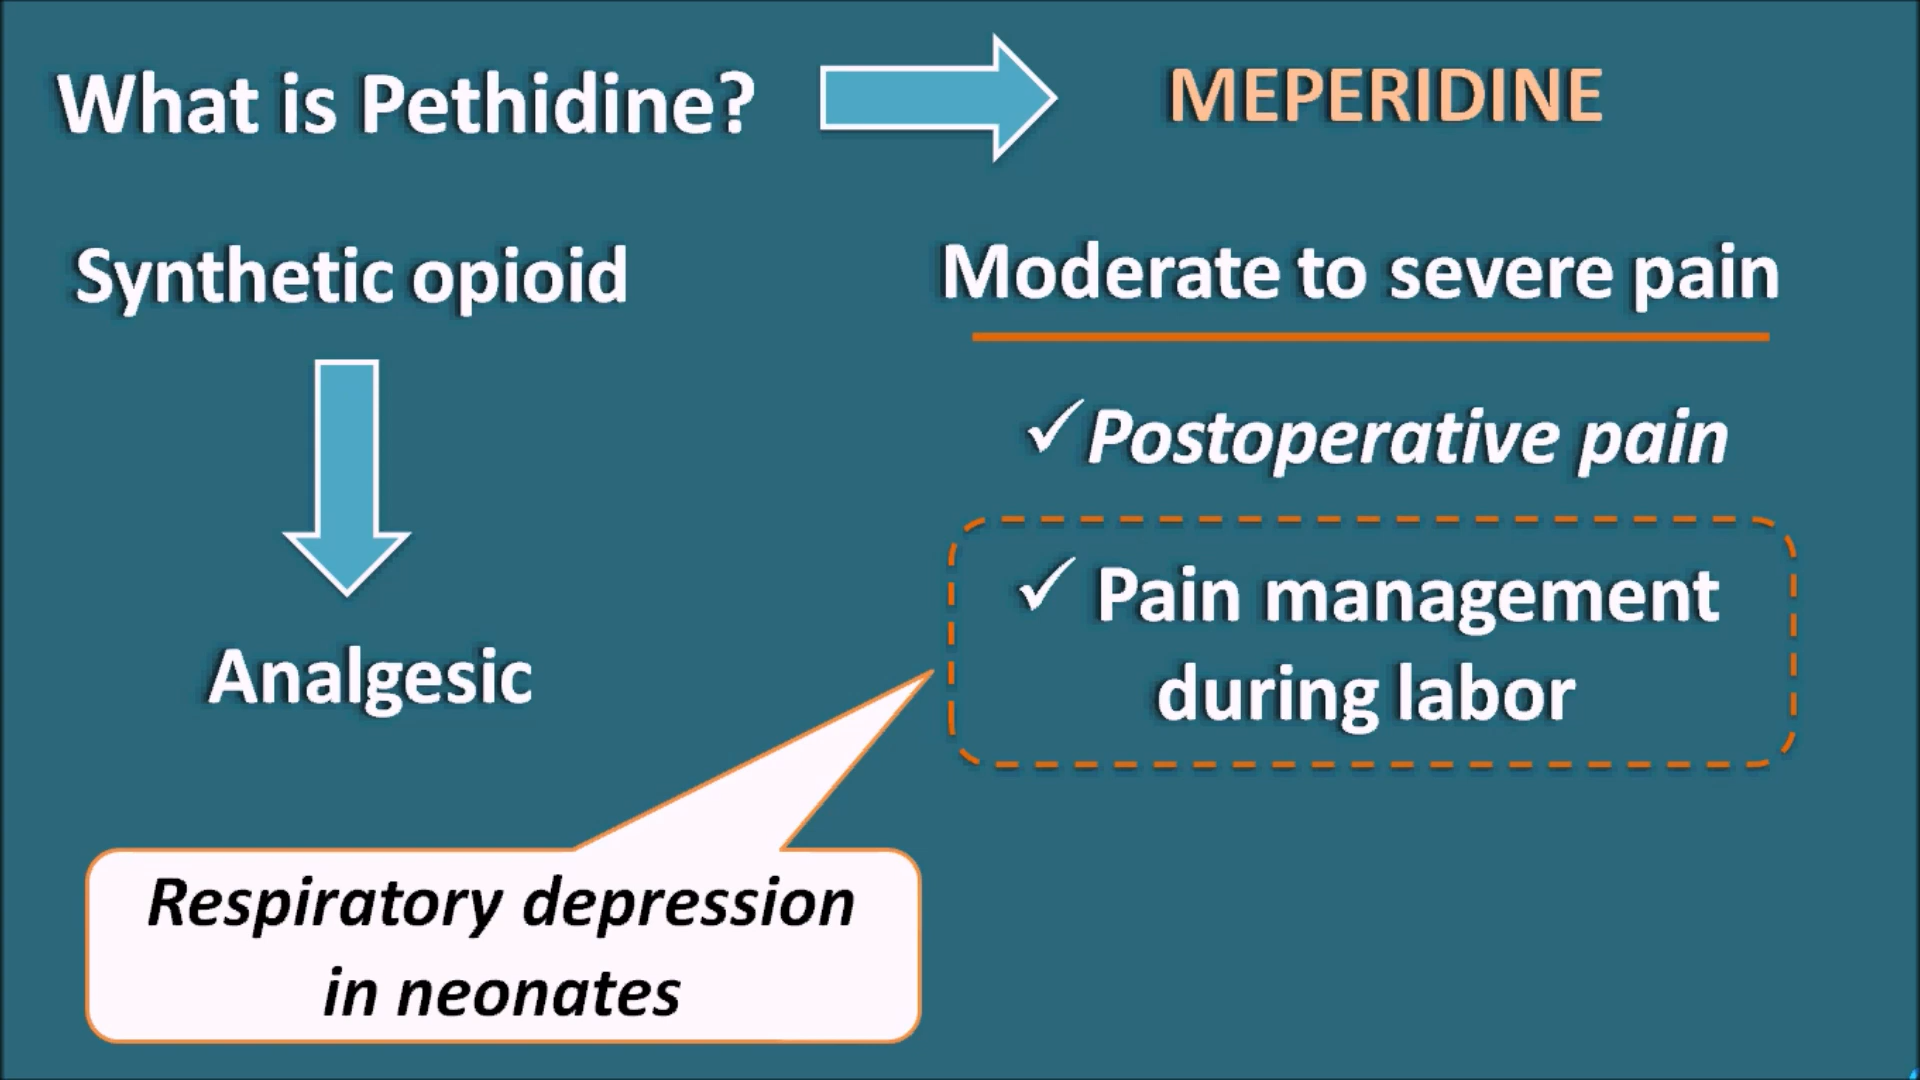 What is Pethidine?
MEPERIDINE
Synthetic opioid
Analgesic
Moderate to severe pain
✓Postoperative pain
✓ Pain management
during labor
Respiratory depression
in neonates